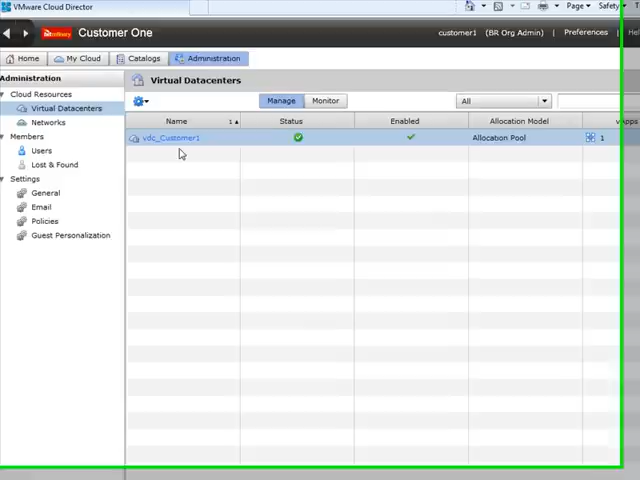 VMware Cloud Director
Page
Safety
Customer One
customer1 (BR Org Admin)
Preferences
Hel
Home
My Cloud
Catalogs
Administration
Administration
Cloud Resources
Virtual Datacenters
Networks
Members
Users
Lost & Found
Settings
General
Email
Policies
Guest Personalization
Virtual Datacenters
Manage
Monitor
All
Name 1 Status Enabled Allocation Model vApps
vdc_Customer1 Allocation Pool 1